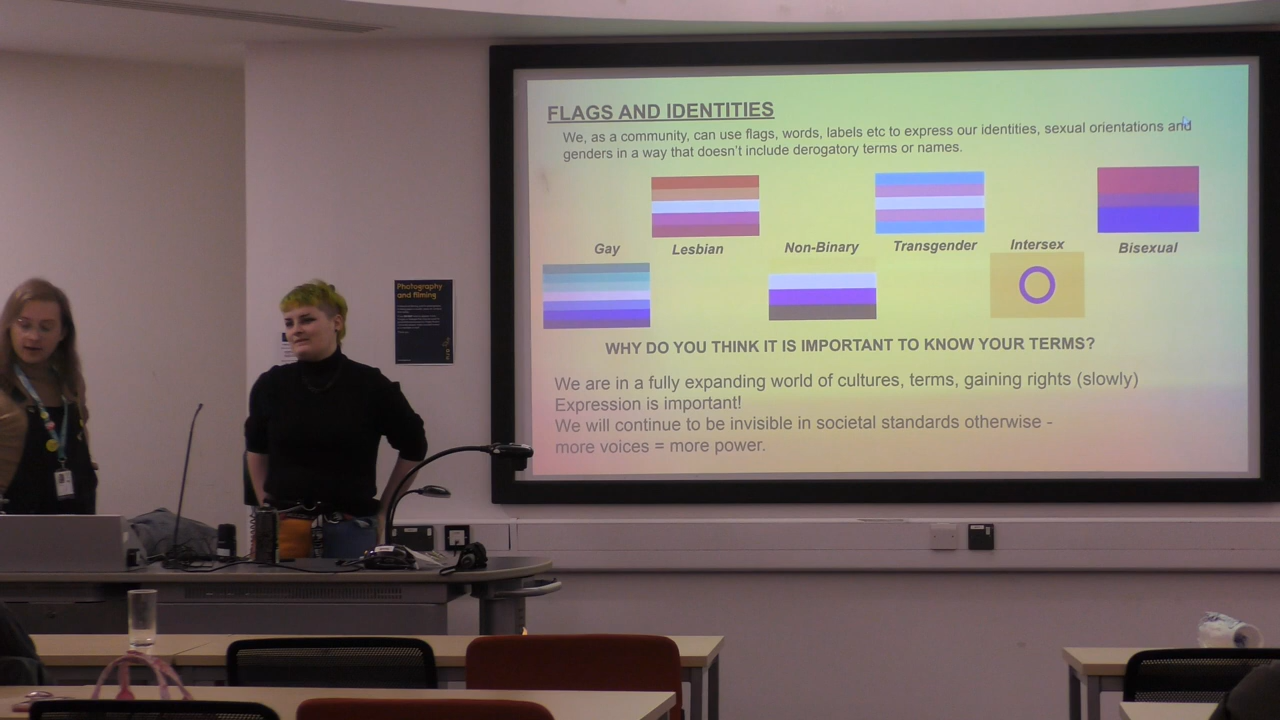 FLAGS AND IDENTITIES
We, as a community, can use flags, words, labels etc to express our identities, sexual orientations and
genders in a way that doesn't include derogatory terms or names.
Gay Lesbian Non-Binary Transgender Intersex Bisexual
Photography
and filming
WHY DO YOU THINK IT IS IMPORTANT TO KNOW YOUR TERMS?
We are in a fully expanding world of cultures, terms, gaining rights (slowly)
Expression is important!
We will continue to be invisible in societal standards otherwise -
more voices = more power.